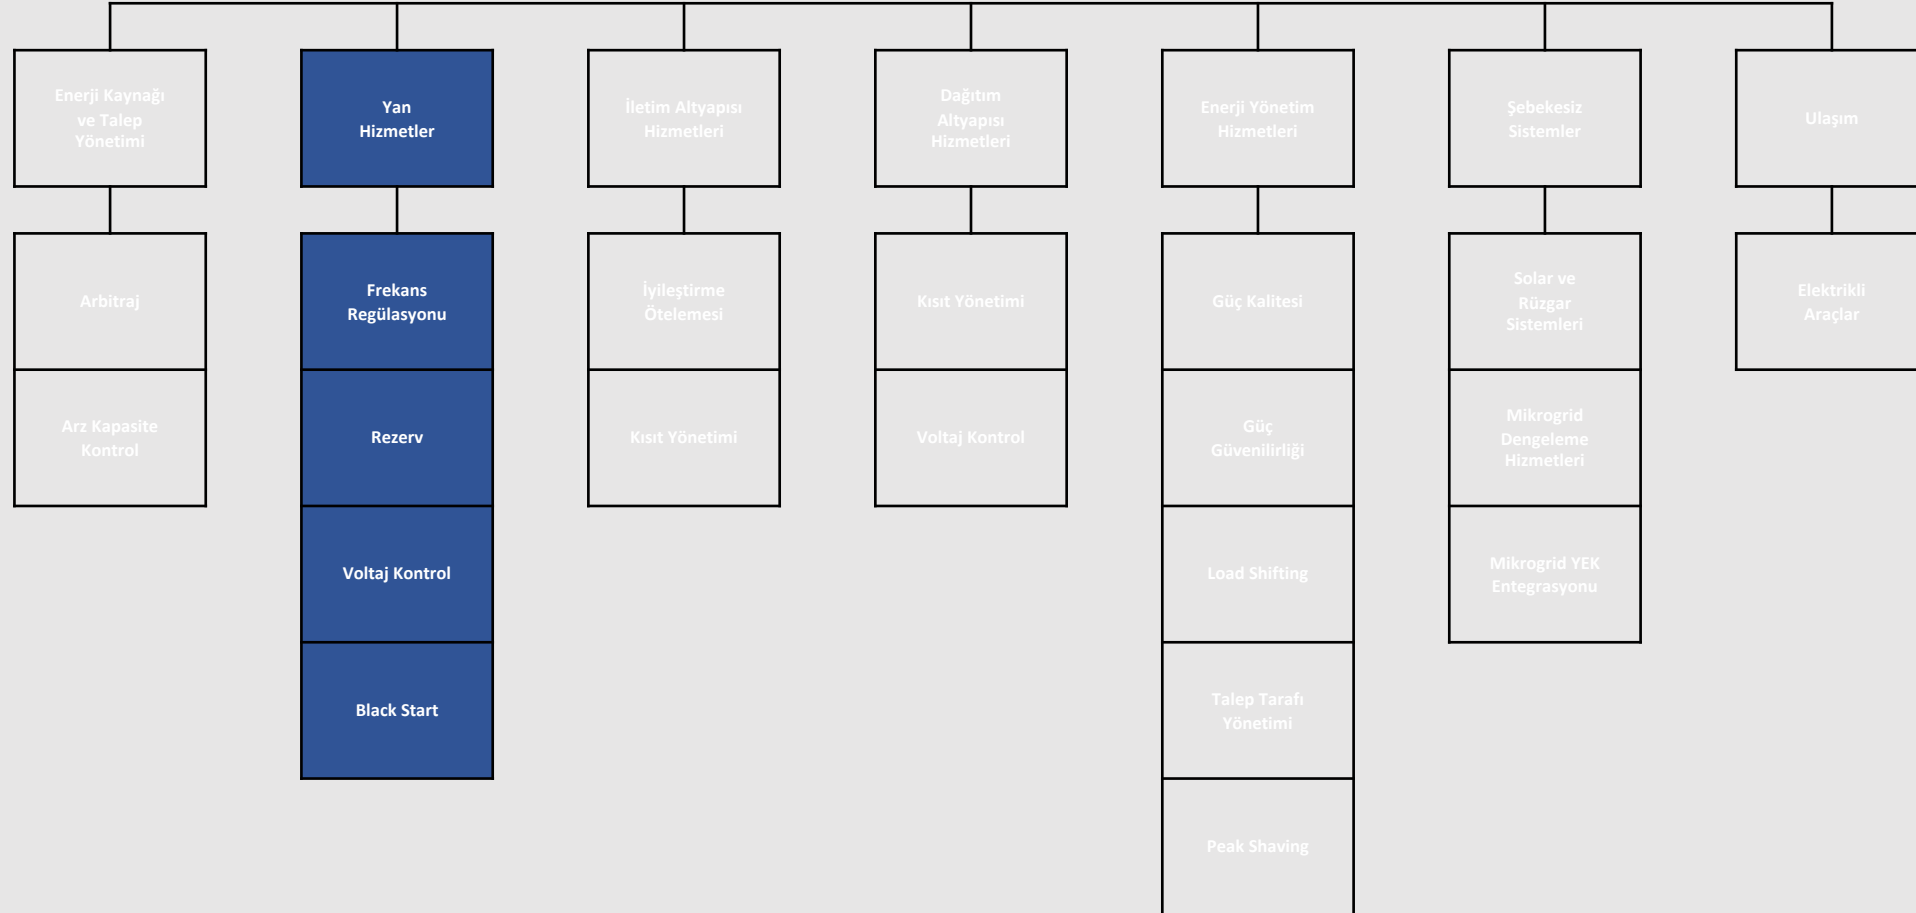 Enerji Kaynağı
ve Talep
Yönetimi
Yan
Hizmetler
İletim Altyapısı
Hizmetleri
Dağıtım
Altyapısı
Hizmetleri
Enerji Yönetim
Hizmetleri
Şebekesiz
Sistemler
Ulaşım
Arbitraj
Frekans
Regülasyonu
İyileştirme
Ötelemesi
Kısıt Yönetimi
Güç Kalitesi
Solar ve
Rüzgar
Sistemleri
Elektrikli
Araçlar
Arz Kapasite
Kontrol
Rezerv
Kısıt Yönetimi
Voltaj Kontrol
Güç
Güvenilirliği
Mikrogrid
Dengeleme
Hizmetleri
Voltaj Kontrol
Load Shifting
Mikrogrid YEK
Entegrasyonu
Black Start
Talep Tarafı
Yönetimi
Peak Shaving